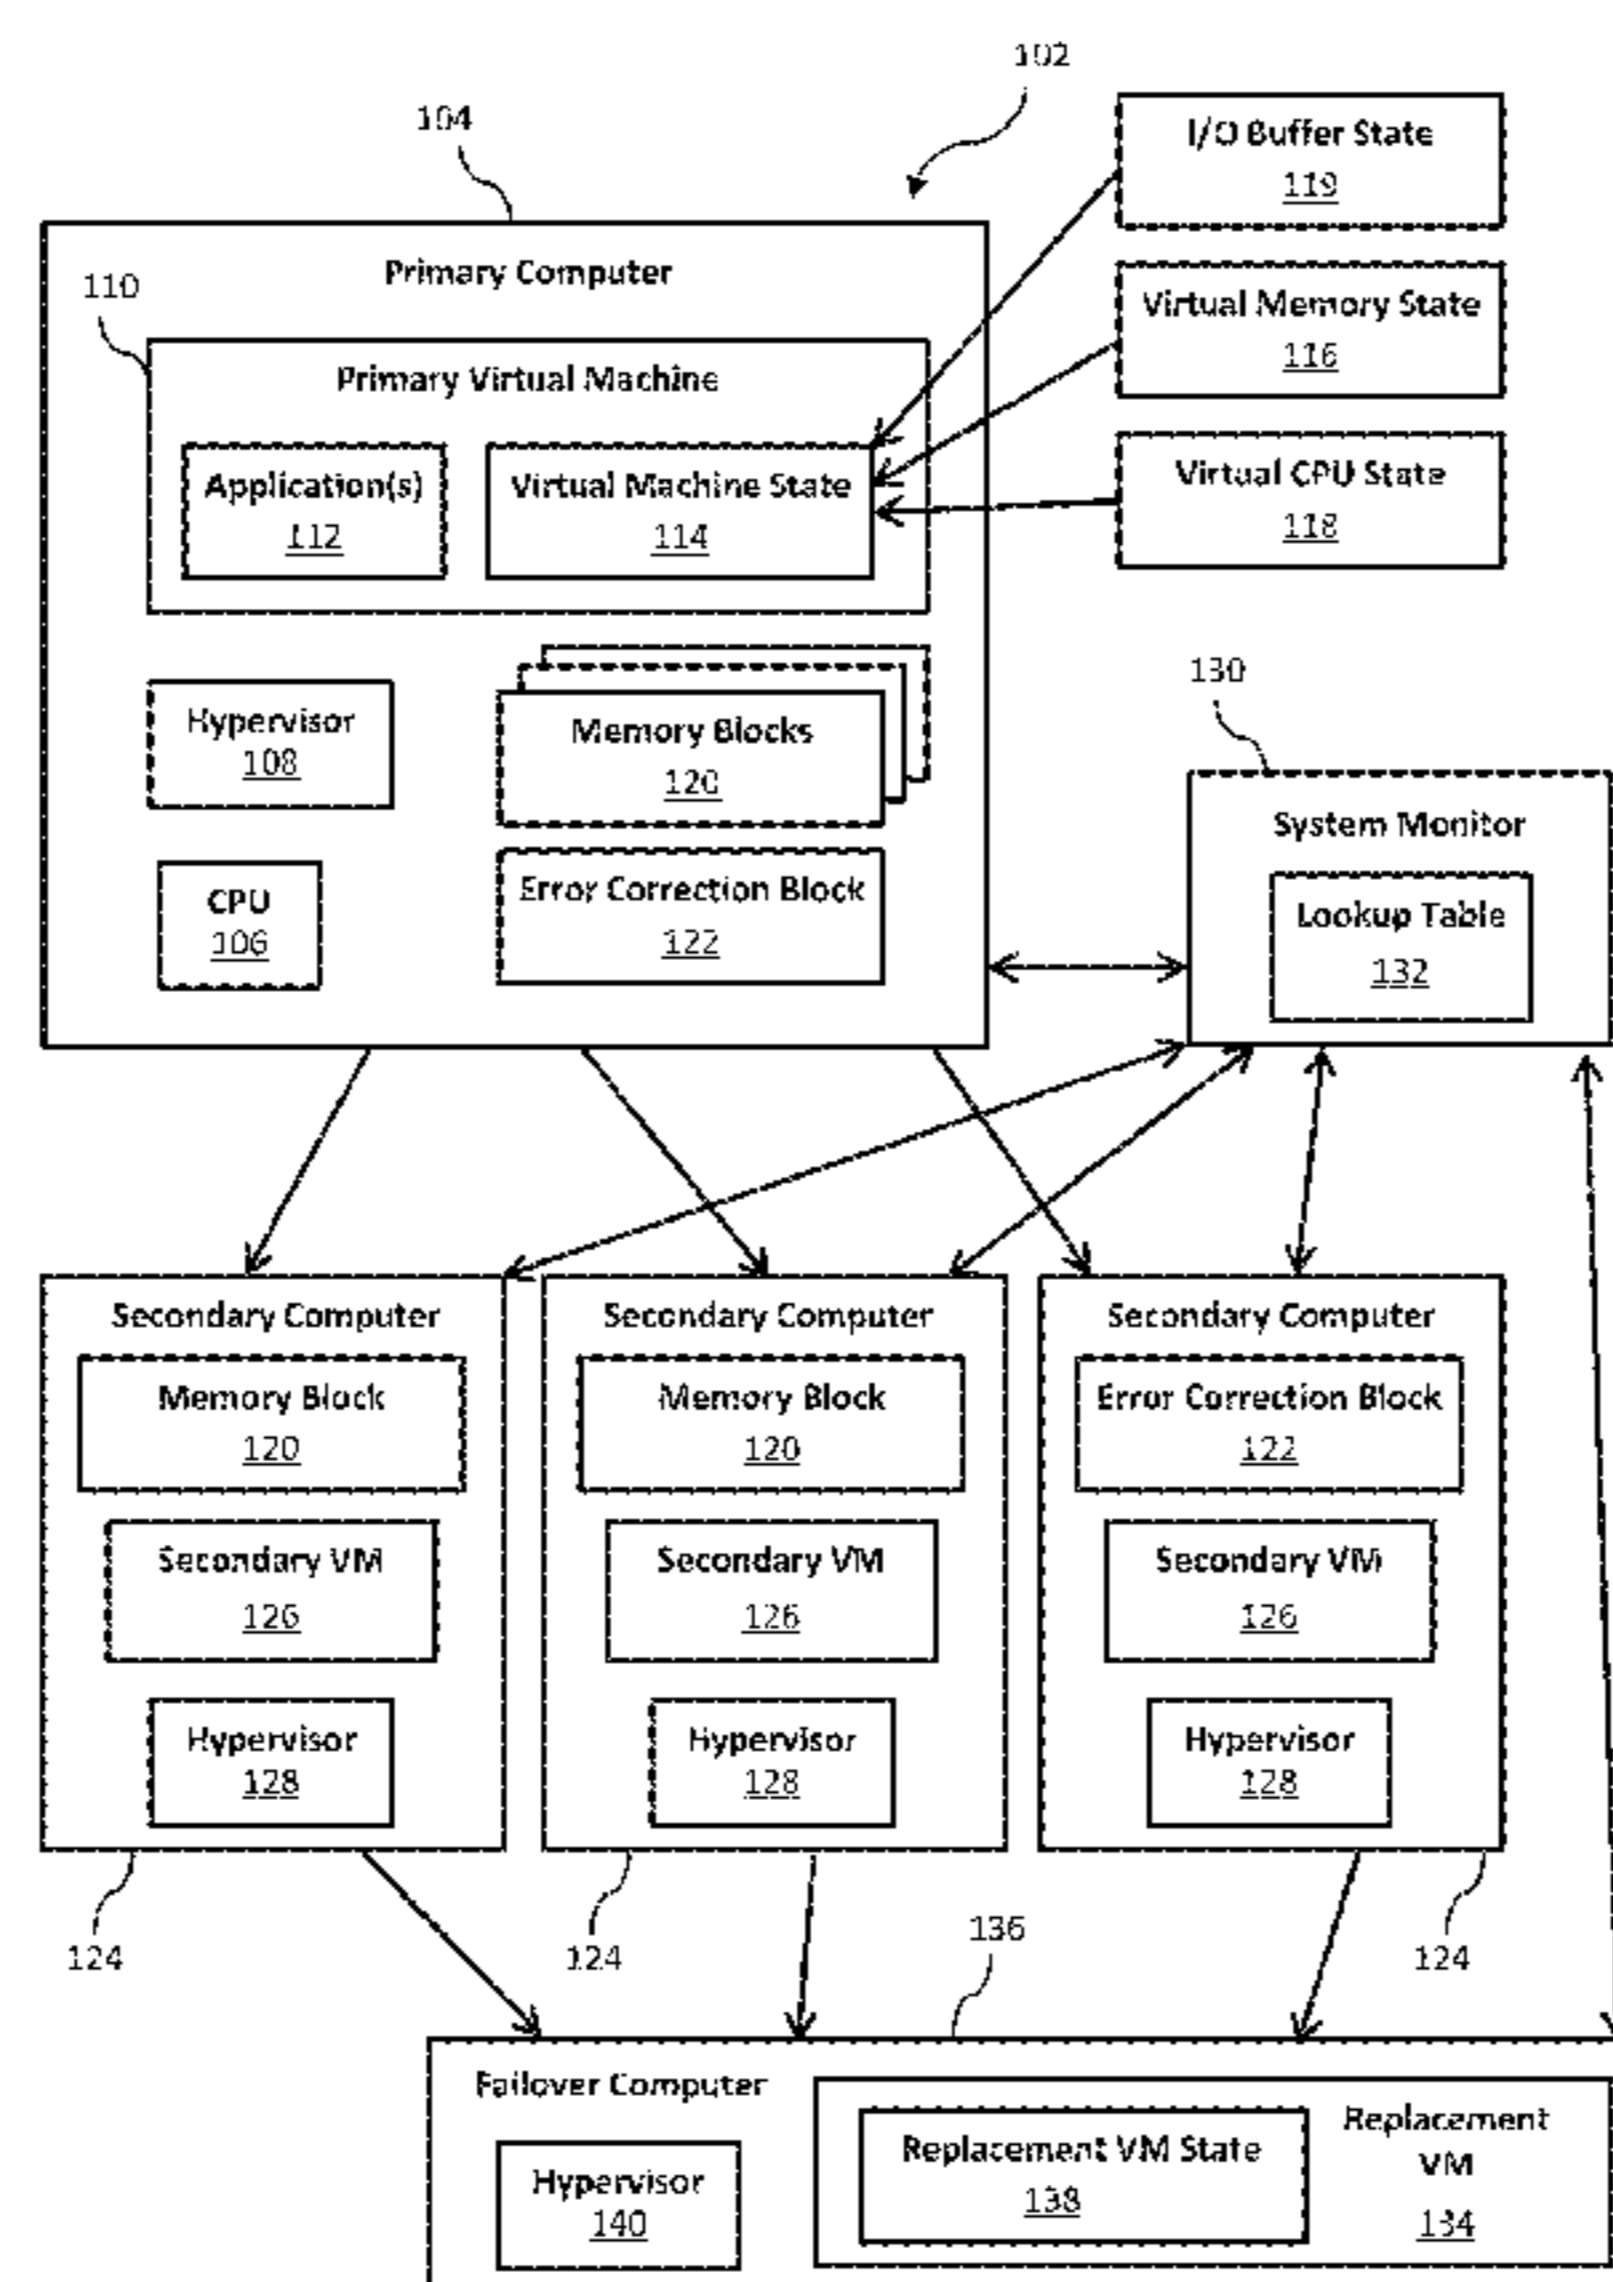 102
104
I/O Buffer State
119
Primary Computer
110
Virtual Memory State
116
Primary Virtual Machine
Application(s)
112
Virtual Machine State
114
Virtual CPU State
118
130
Hypervisor
108
Memory Blocks
120
System Monitor
CPU
106
Error Correction Block
122
Lookup Table
132
Secondary Computer
Memory Block
120
Secondary VM
126
Hypervisor
128
Secondary Computer
Memory Block
120
Secondary VM
126
Hypervisor
128
Secondary Computer
Error Correction Block
122
Secondary VM
126
Hypervisor
128
124
124
136
124
Failover Computer
Hypervisor
140
Replacement VM State
138
Replacement
VM
134